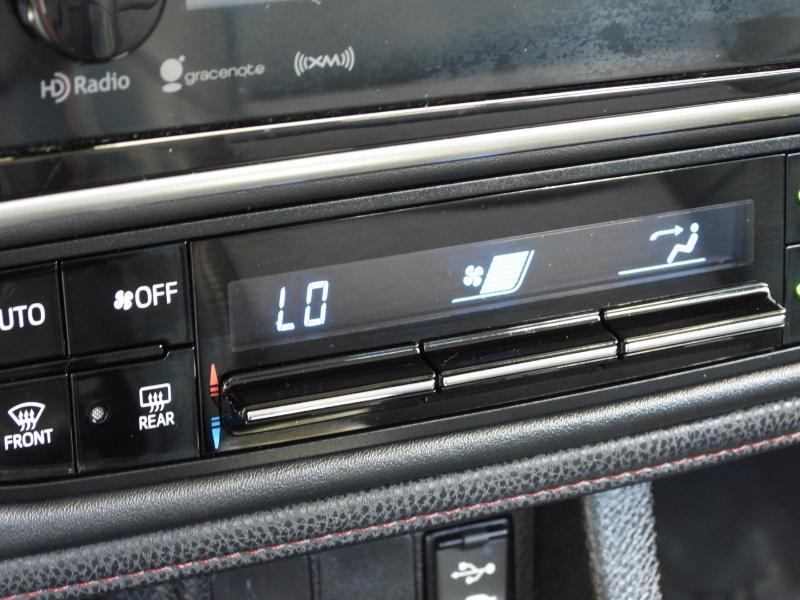 HD Radio
gracenote
((XM))
UTO
OFF
LO
FRONT
REAR